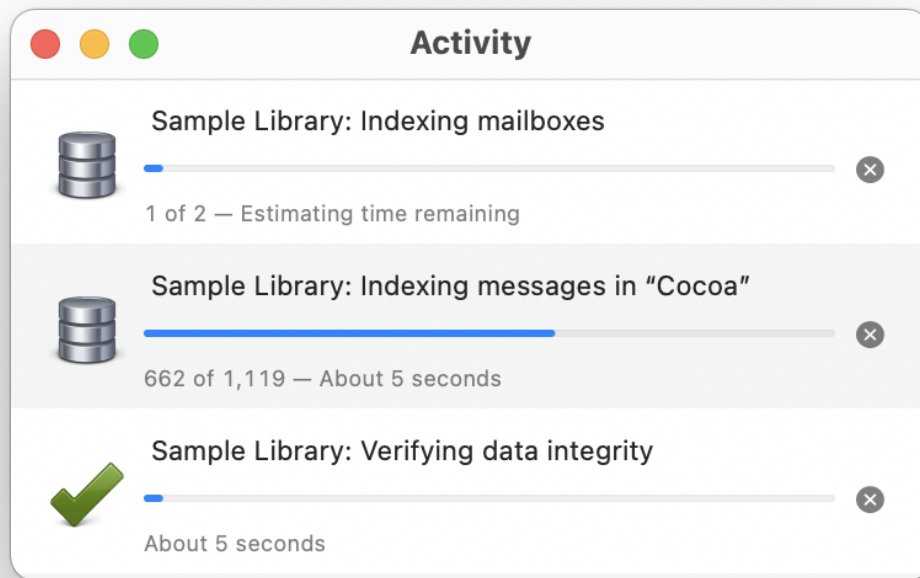 Activity
Sample Library: Indexing mailboxes
1 of 2 — Estimating time remaining
Sample Library: Indexing messages in “Cocoa”
662 of 1,119 — About 5 seconds
Sample Library: Verifying data integrity
About 5 seconds